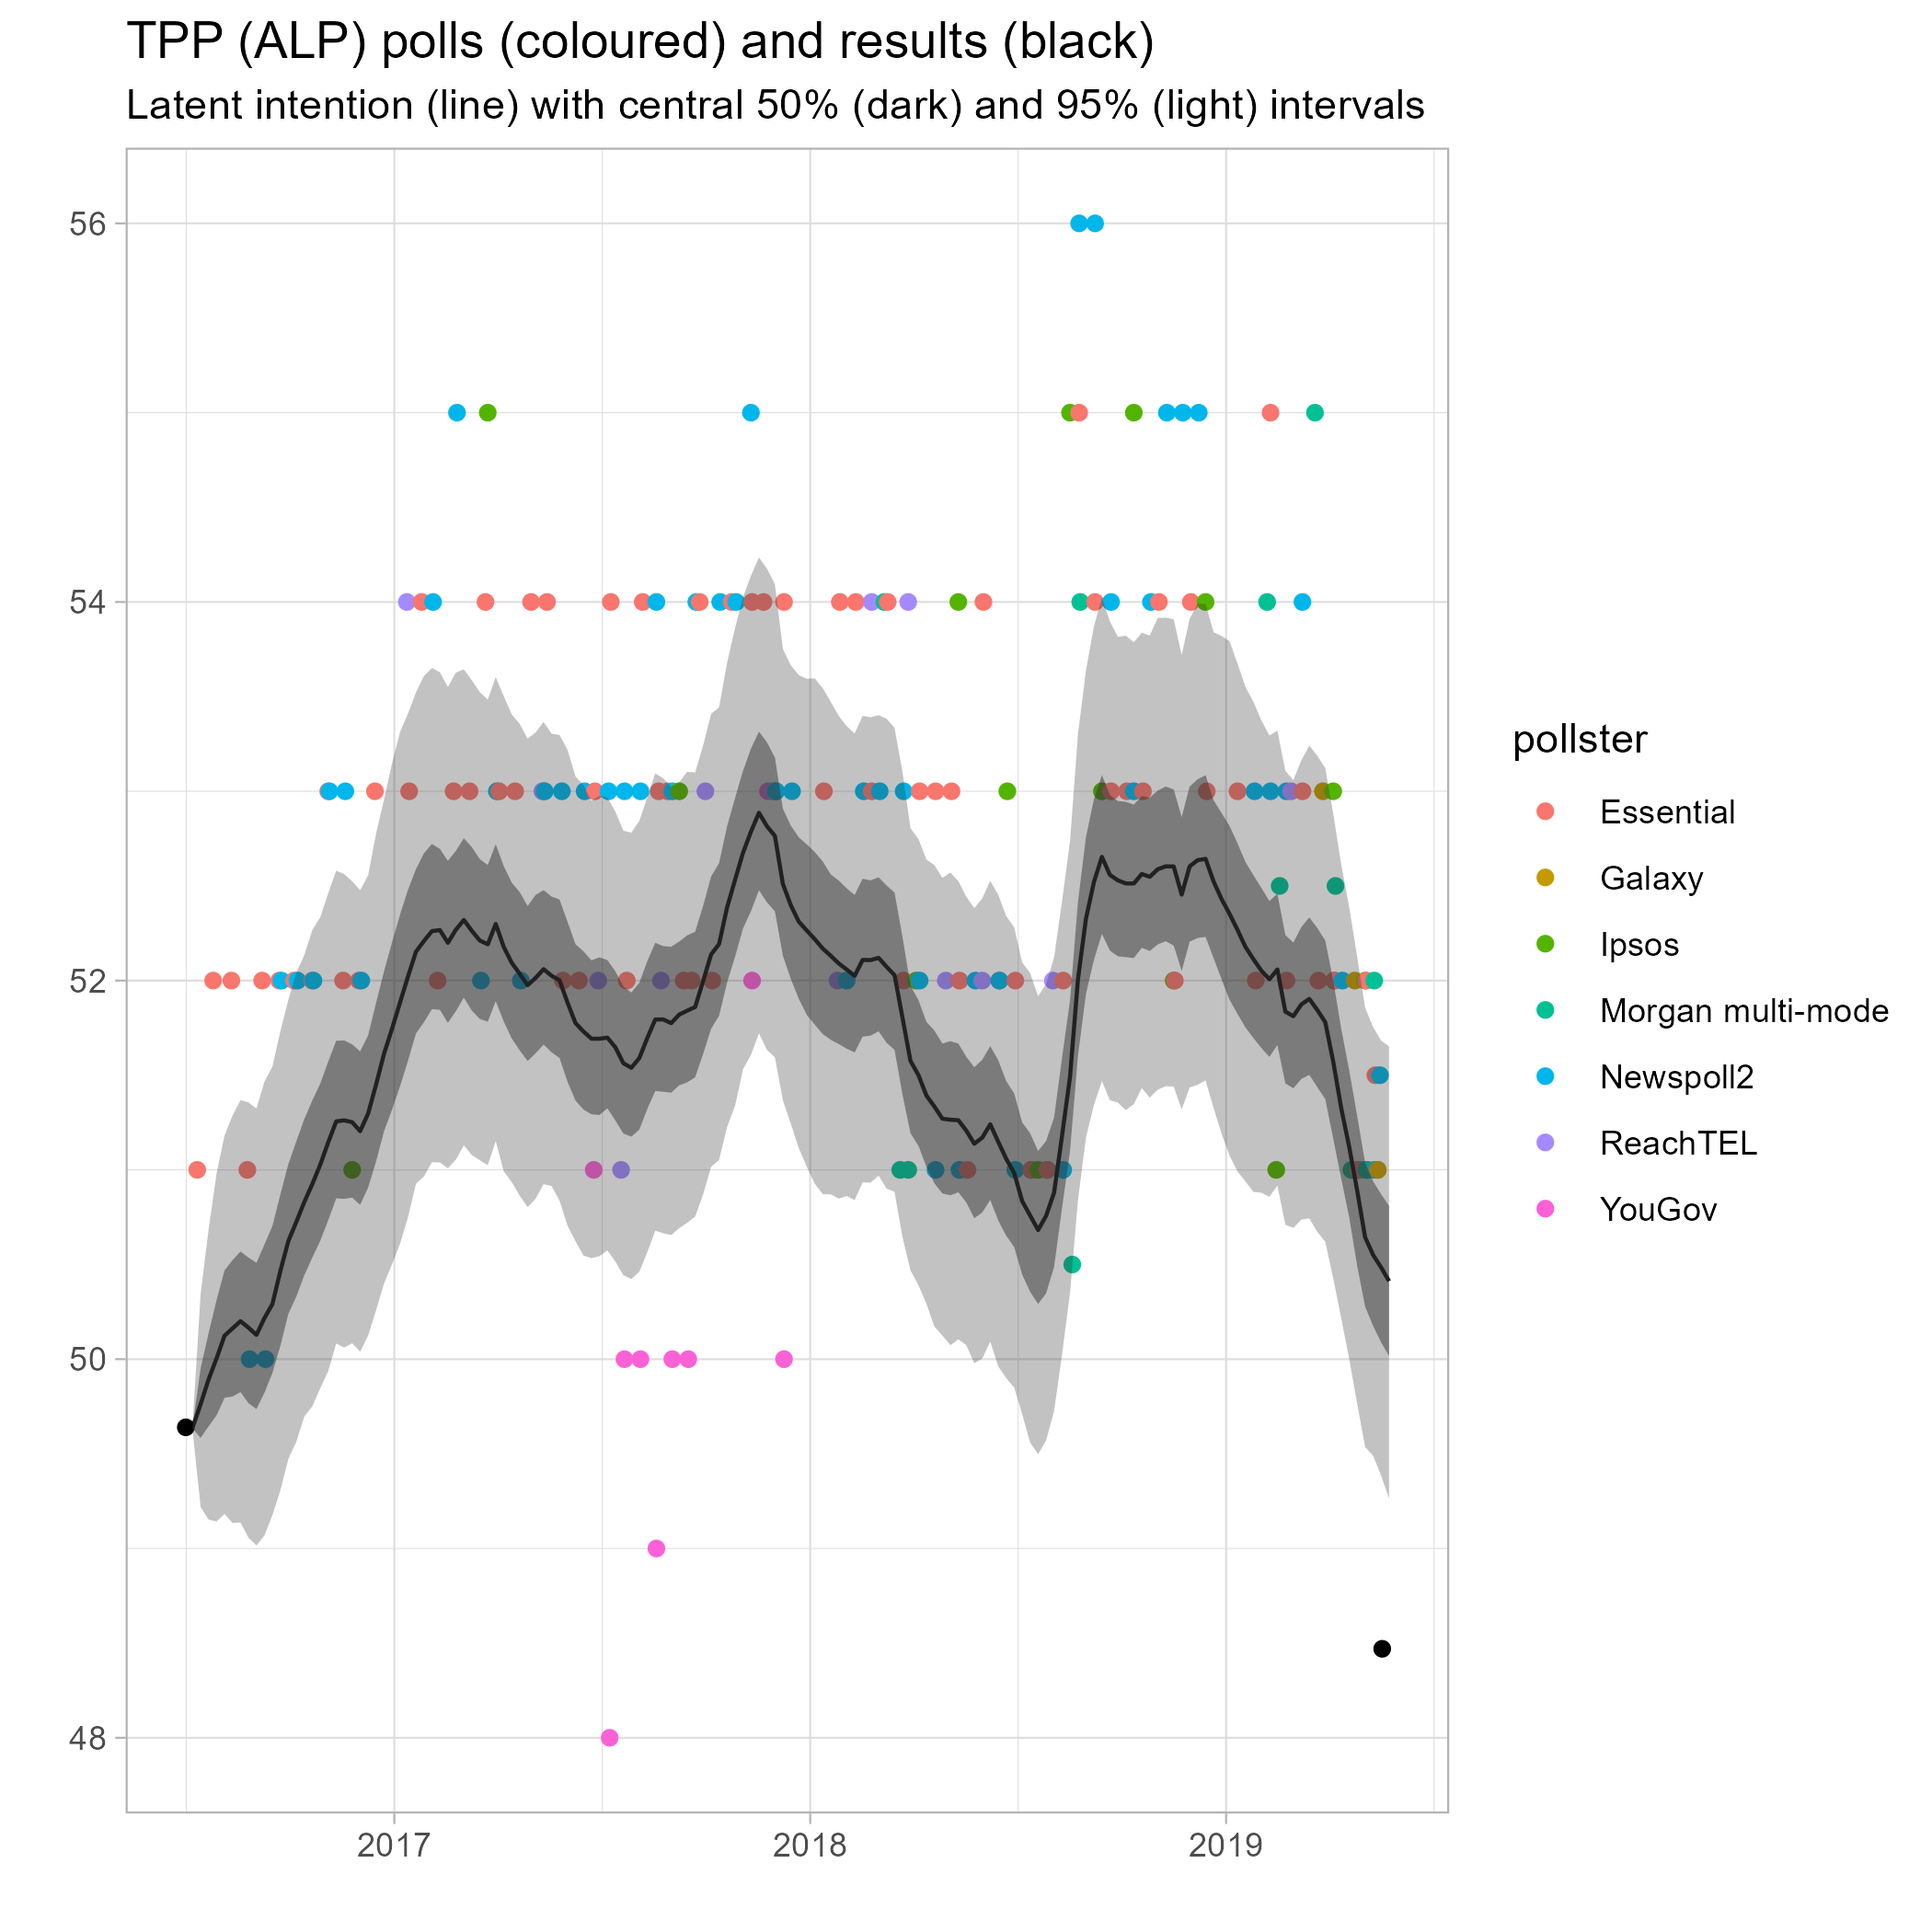 TPP (ALP) polls (coloured) and results (black)
Latent intention (line) with central 50% (dark) and 95% (light) intervals
56
54
52
50
48
2017
2018
2019
pollster
Essential
Galaxy
Ipsos
Morgan multi-mode
Newspoll2
ReachTEL
YouGov